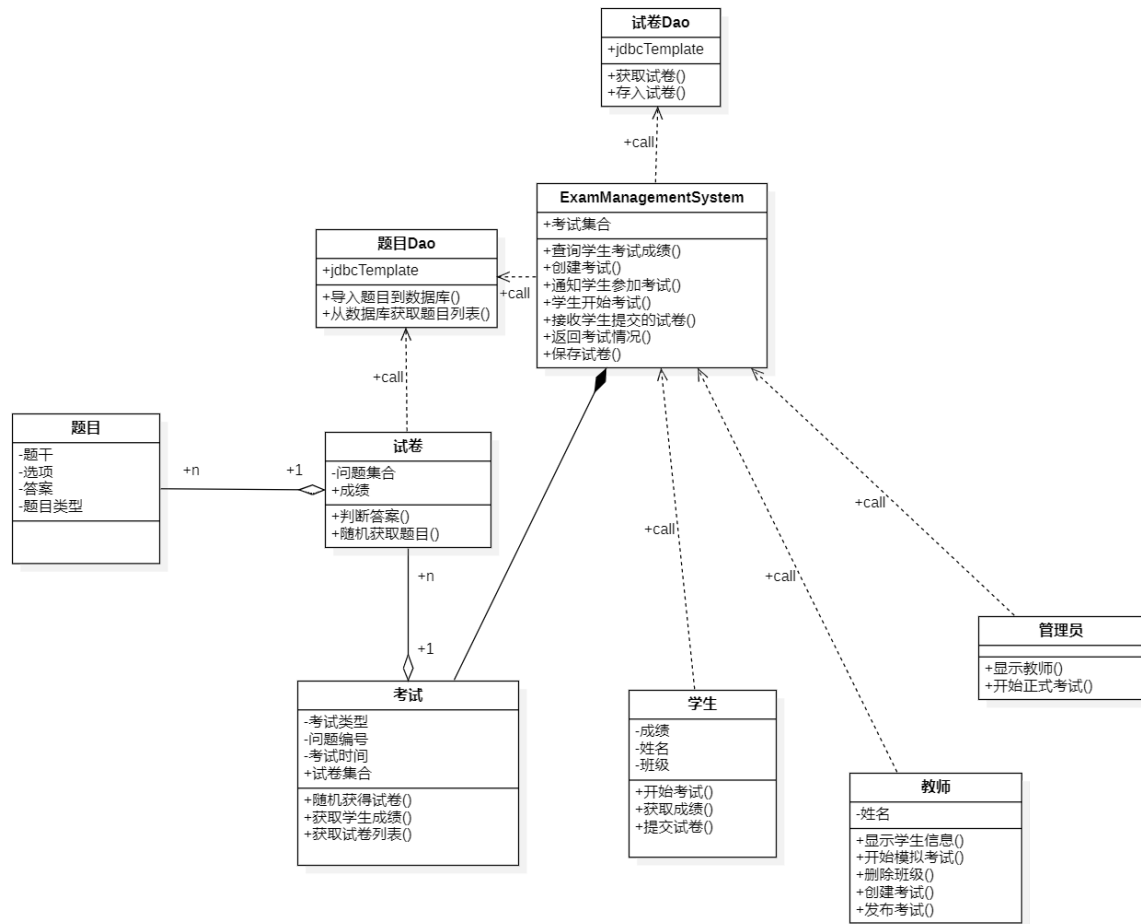 试卷Dao
+jdbcTemplate
+获取试卷()
+存入试卷()
+call
ExamManagementSystem
+考试集合
+查询学生考试成绩()
+创建考试()
+通知学生参加考试()
+学生开始考试()
+接收学生提交的试卷()
+返回考试情况()
+保存试卷()
题目Dao
+jdbcTemplate
+导入题目到数据库()
+从数据库获取题目列表()
+call
+call
题目
-题干
-选项
-答案
-题目类型
+n
+1
试卷
-问题集合
+成绩
+判断答案()
+随机获取题目()
+n
+1
考试
-考试类型
-问题编号
-考试时间
+试卷集合
+随机获得试卷()
+获取学生成绩()
+获取试卷列表()
+call
+call
+call
学生
-成绩
-姓名
-班级
+开始考试()
+获取成绩()
+提交试卷()
管理员
+显示教师()
+开始正式考试()
教师
-姓名
+显示学生信息()
+开始模拟考试()
+删除班级()
+创建考试()
+发布考试()